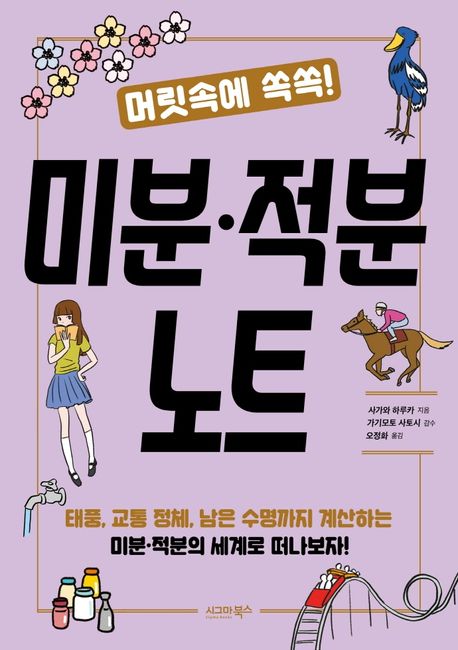 머릿속에 쏙쏙!
미분·적분
노트
사가와 하루카 지음
가기모토 사토시 감수
오정화 옮김
태풍, 교통 정체, 남은 수명까지 계산하는
미분·적분의 세계로 떠나보자!
시그마북스
Sigma Books